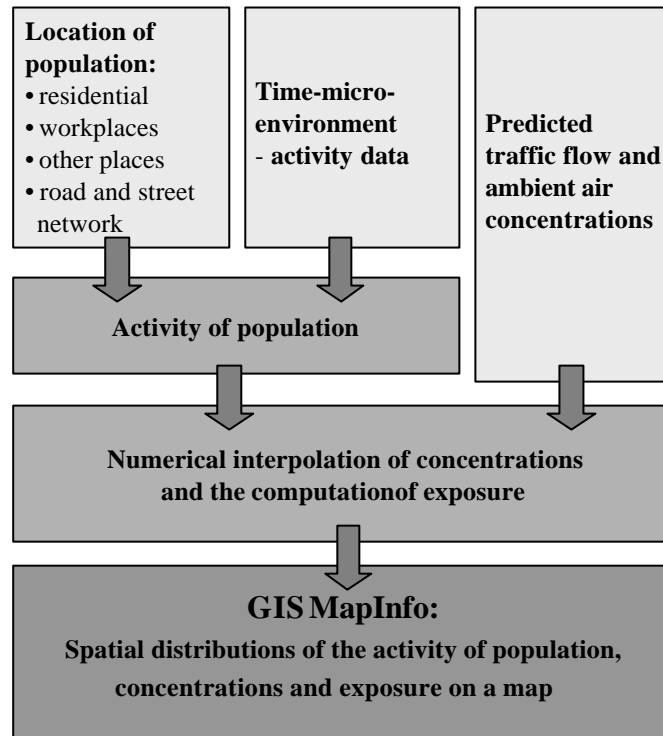 Location of
population:
• residential
• workplaces
• other places
• road and street
network
Time-micro-
environment
- activity data
Predicted
traffic flow and
ambient air
concentrations
Activity of population
Numerical interpolation of concentrations
and the computationof exposure
GIS MapInfo:
Spatial distributions of the activity of population,
concentrations and exposure on a map